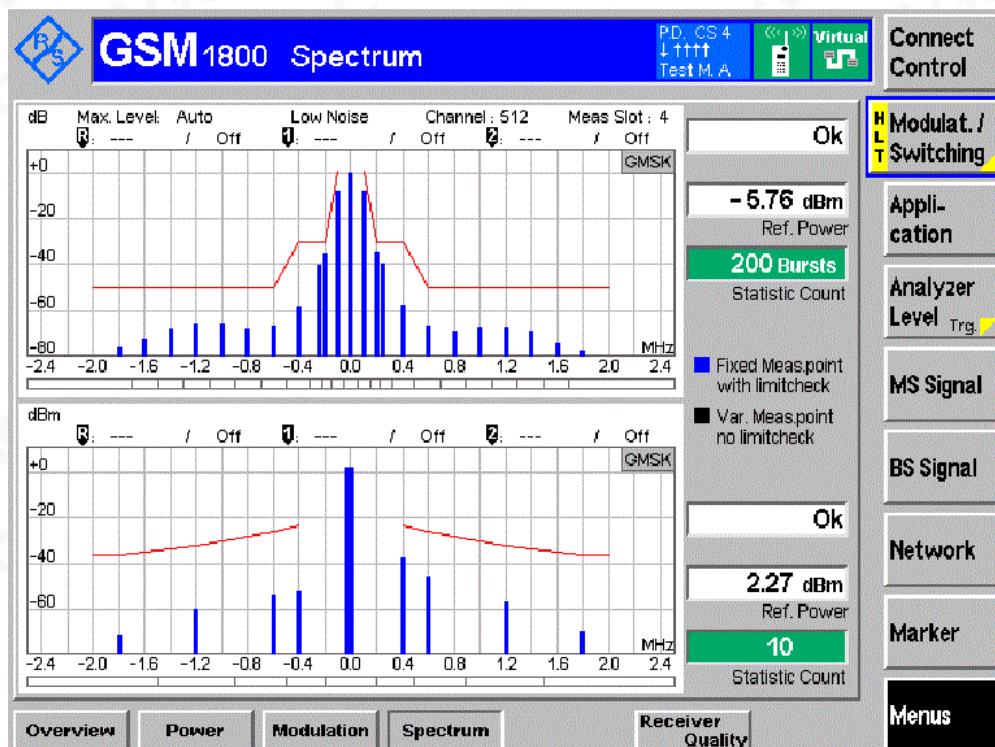 R/S
GSM 1800 Spectrum
P.D. CS 4
↓ ↑↑↑↑
Test M. A
Virtual
Connect
Control
dB Max. Level: Auto Low Noise Channel : 512 Meas Slot : 4
R: --- / Off 1: --- / Off 2: --- / Off
GMSK
+0
-20
-40
-60
-80
MHz
-2.4 -2.0 -1.6 -1.2 -0.8 -0.4 0.0 0.4 0.8 1.2 1.6 2.0 2.4
Ok
-5.76 dBm
Ref. Power
200 Bursts
Statistic Count
Fixed Meas.point
with limitcheck
Var. Meas.point
no limitcheck
dBm
R: --- / Off 1: --- / Off 2: --- / Off
GMSK
+0
-20
-40
-60
MHz
-2.4 -2.0 -1.6 -1.2 -0.8 -0.4 0.0 0.4 0.8 1.2 1.6 2.0 2.4
Ok
2.27 dBm
Ref. Power
10
Statistic Count
HLT
Modulat. /
Switching
Appli-
cation
Analyzer
Level Trg.
MS Signal
BS Signal
Network
Marker
Menus
Overview
Power
Modulation
Spectrum
Receiver
Quality